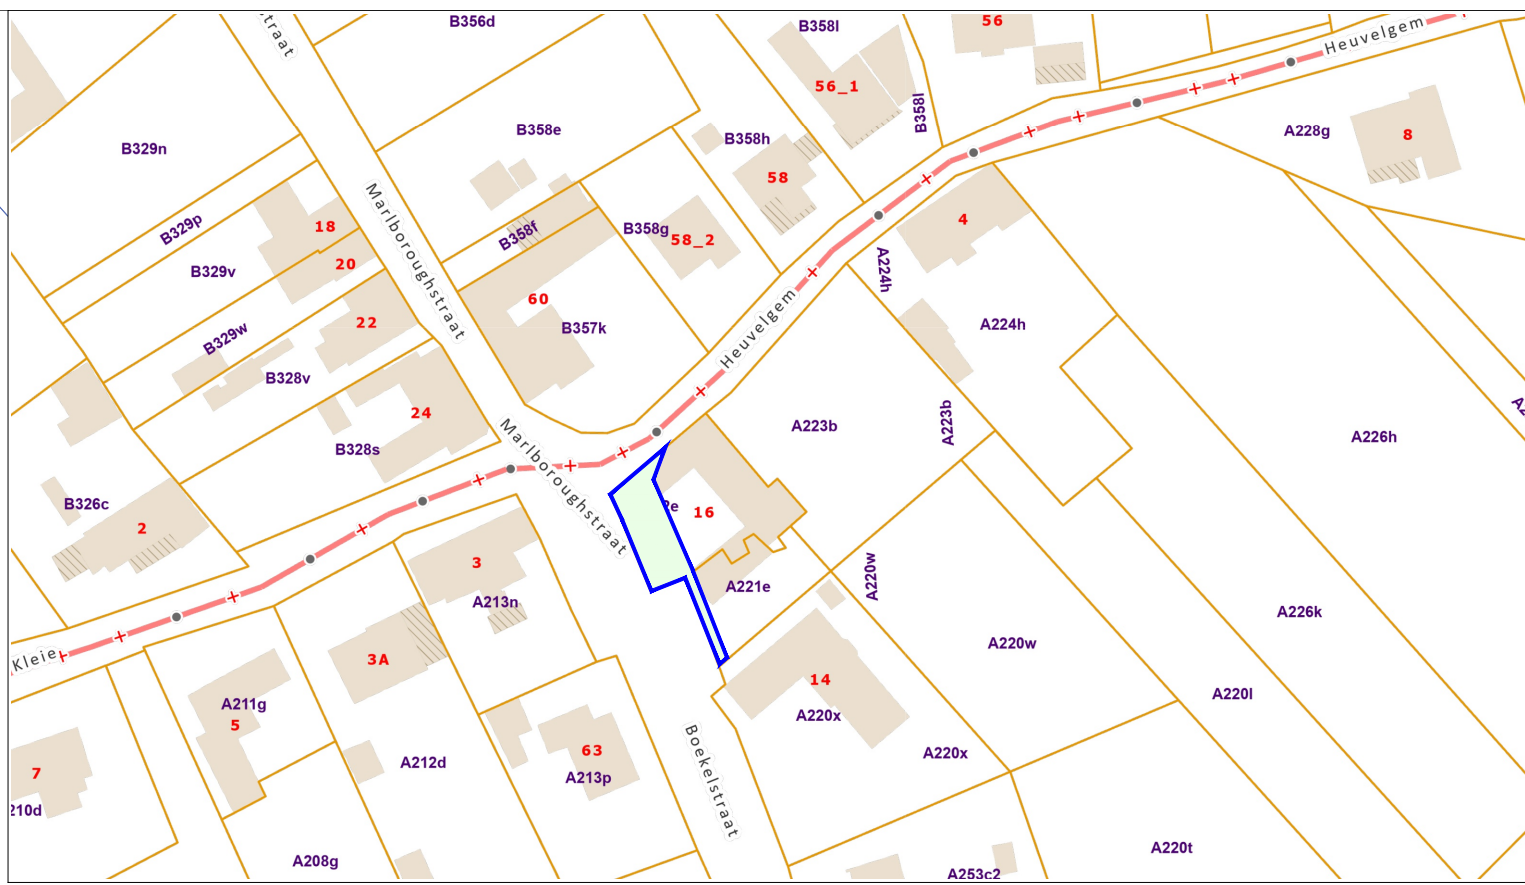 straat
B356d
B358l
56
Heuvelgem
56_1
B358l
A228g
8
B329n
B358e
B358h
58
Marlboroughstraat
B329p
18
B358f
B358g
58_2
4
B329v
20
A224h
60
22
B357k
A224h
B329w
Heuvelgem
B328v
24
A223b
A223b
B328s
Marlboroughstraat
A226h
B326c
2
16
3
A221e
A220w
A213n
A226k
A220w
Kleie
3A
14
A220l
A211g
5
A220x
Boekelstraat
63
A220x
A212d
A213p
7
210d
A208g
A220t
A253c2